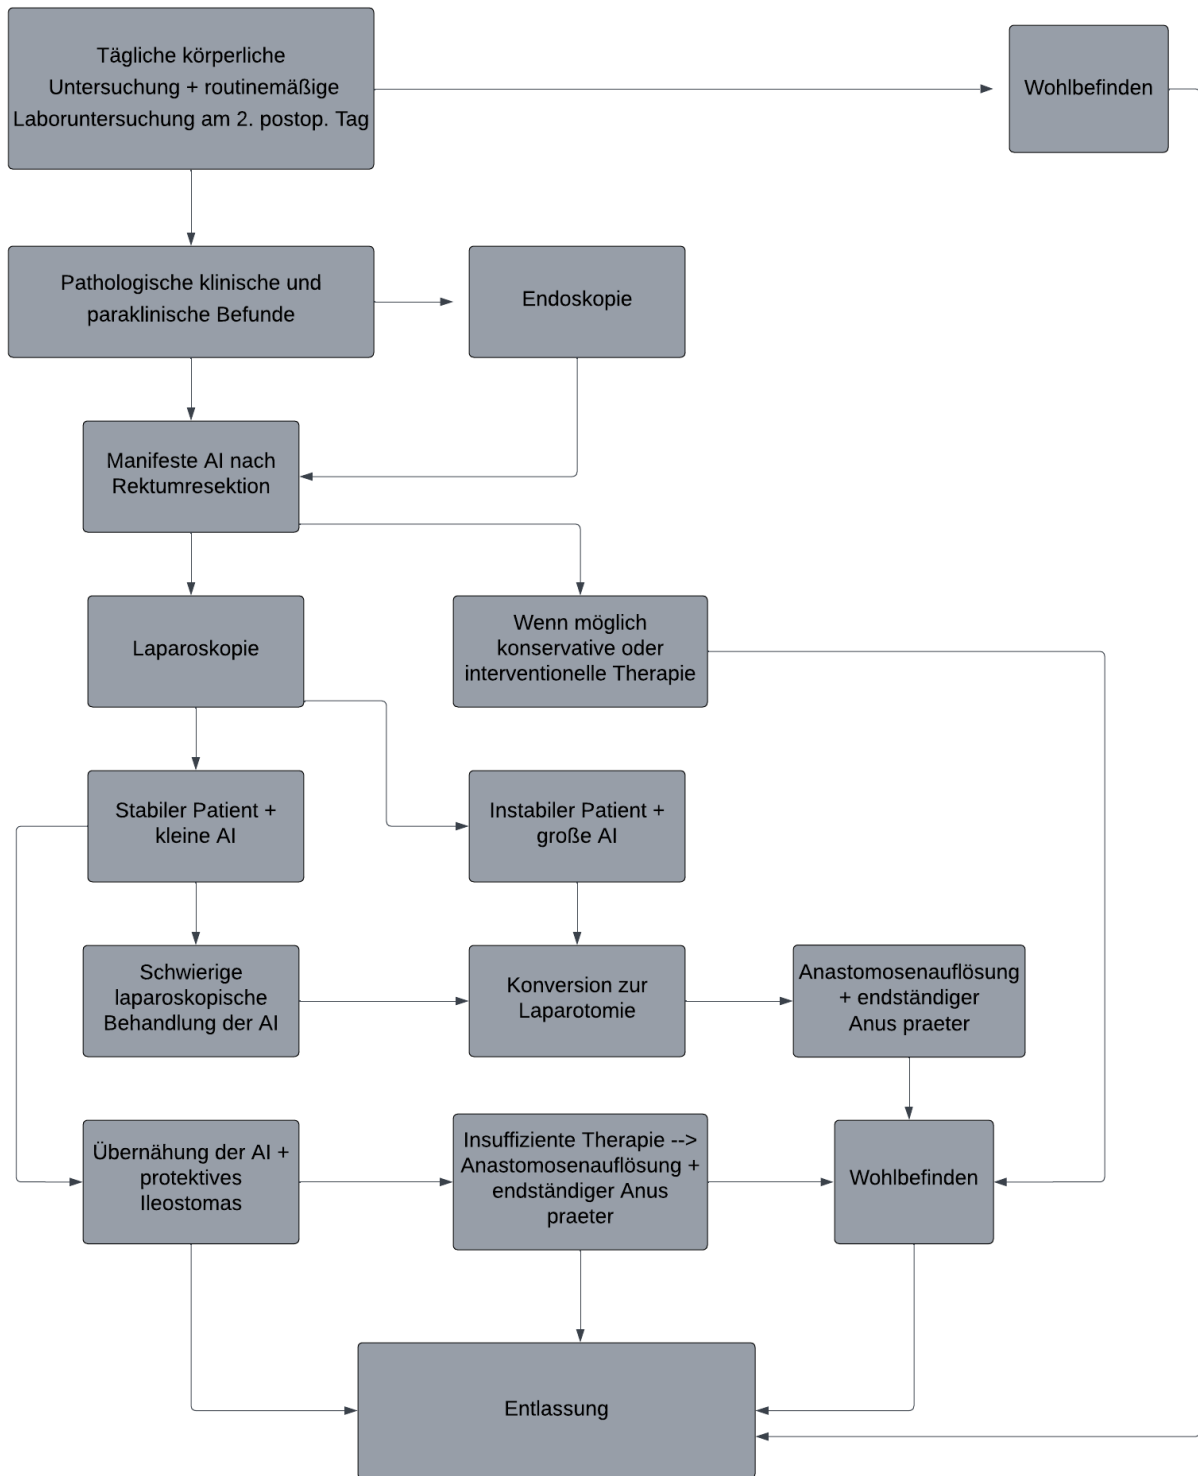 Tägliche körperliche
Untersuchung + routinemäßige
Laboruntersuchung am 2. postop. Tag
Wohlbefinden
Pathologische klinische und
paraklinische Befunde
Endoskopie
Manifeste AI nach
Rektumresektion
Laparoskopie
Wenn möglich
konservative oder
interventionelle Therapie
Stabiler Patient +
kleine AI
Instabiler Patient +
große AI
Schwierige
laparoskopische
Behandlung der AI
Konversion zur
Laparotomie
Anastomosenauflösung
+ endständiger
Anus praeter
Übernähung der AI +
protektives
Ileostomas
Insuffiziente Therapie -->
Anastomosenauflösung +
endständiger Anus
praeter
Wohlbefinden
Entlassung